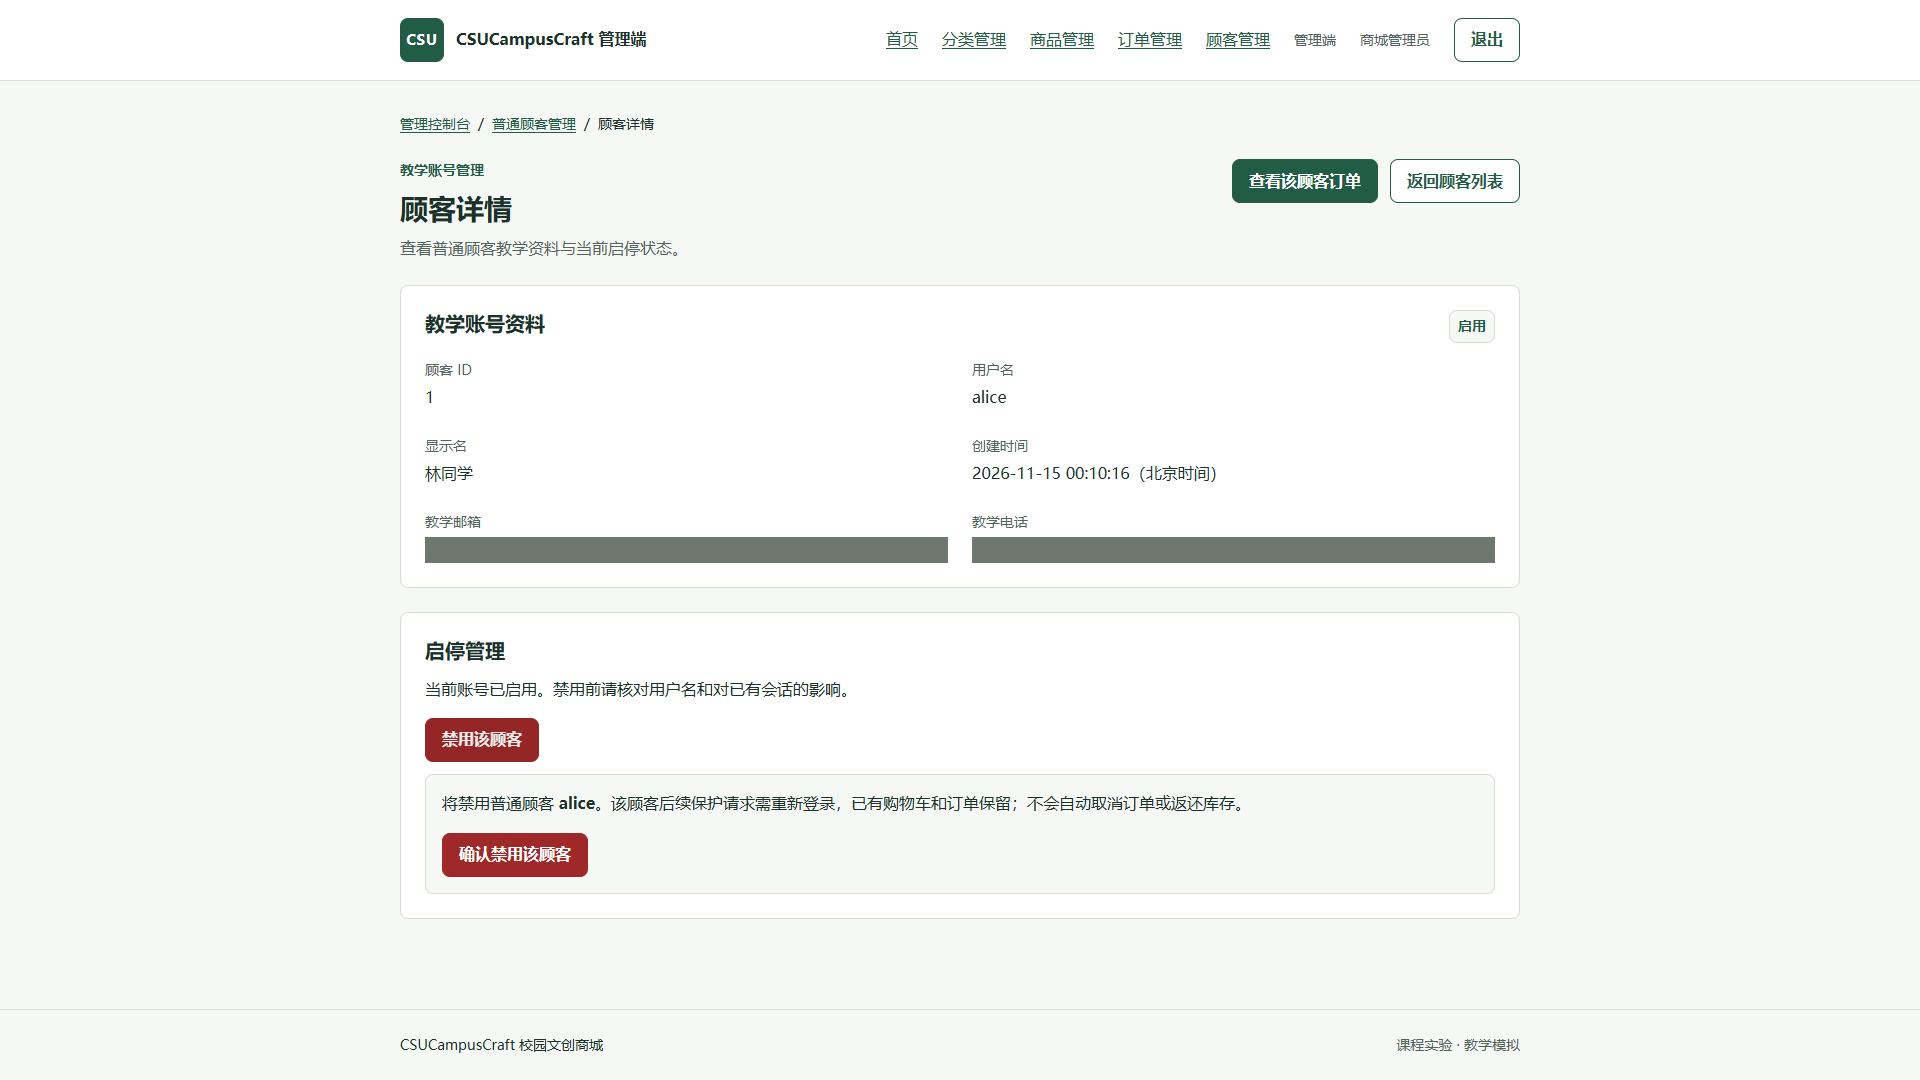 CSU CSUCampusCraft 管理端 首页 分类管理 商品管理 订单管理 顾客管理 管理端 商城管理员 退出
管理控制台 / 普通顾客管理 / 顾客详情
教学账号管理
顾客详情
查看普通顾客教学资料与当前启停状态。
查看该顾客订单 返回顾客列表
教学账号资料 启用
顾客 ID
1
用户名
alice
显示名
林同学
创建时间
2026-11-15 00:10:16（北京时间）
教学邮箱
教学电话
启停管理
当前账号已启用。禁用前请核对用户名和对已有会话的影响。
禁用该顾客
将禁用普通顾客 alice。该顾客后续保护请求需重新登录，已有购物车和订单保留；不会自动取消订单或返还库存。
确认禁用该顾客
CSUCampusCraft 校园文创商城 课程实验 · 教学模拟